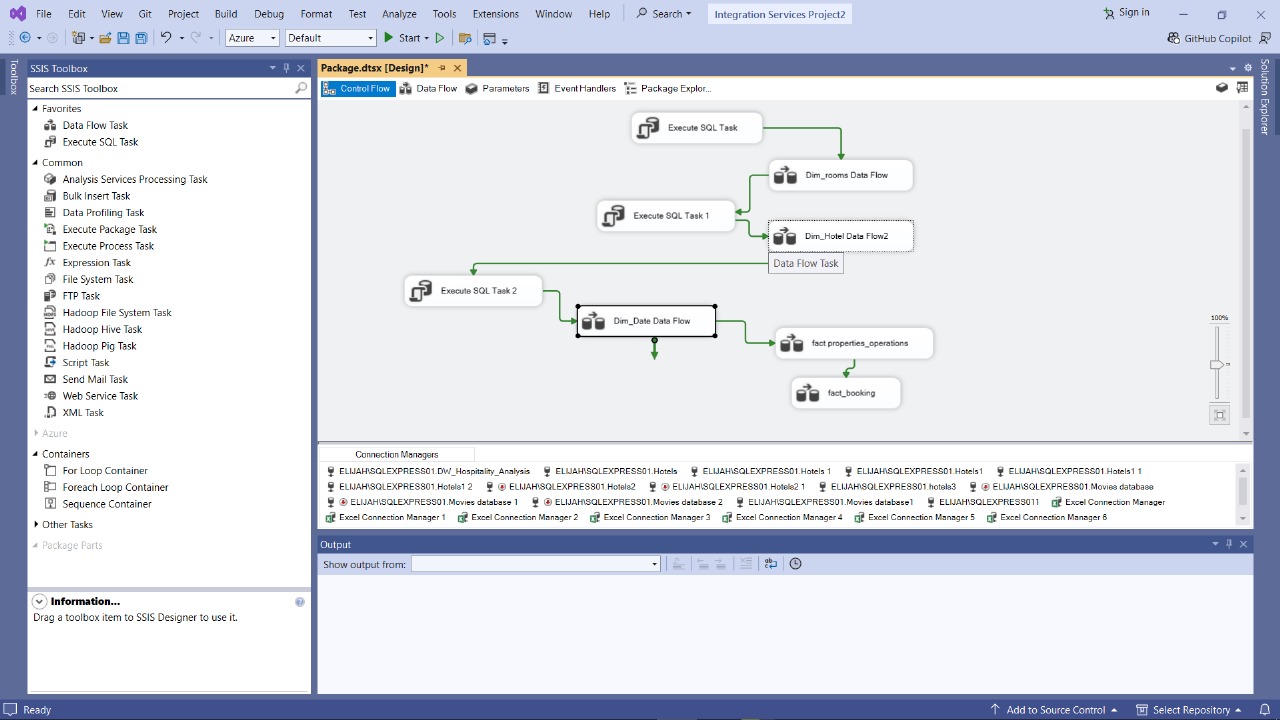 File Edit View Git Project Build Debug Format Test Analyze Tools Extensions Window Help Search Integration Services Project2 Sign in
Azure Default Start GitHub Copilot
Toolbox
SSIS Toolbox
Search SSIS Toolbox
Favorites
Data Flow Task
Execute SQL Task
Common
Analysis Services Processing Task
Bulk Insert Task
Data Profiling Task
Execute Package Task
Execute Process Task
Expression Task
File System Task
FTP Task
Hadoop File System Task
Hadoop Hive Task
Hadoop Pig Task
Script Task
Send Mail Task
Web Service Task
XML Task
Azure
Containers
For Loop Container
Foreach Loop Container
Sequence Container
Other Tasks
Package Parts
Information...
Drag a toolbox item to SSIS Designer to use it.
Package.dtsx [Design]*
Control Flow Data Flow Parameters Event Handlers Package Explor...
Execute SQL Task
Dim_rooms Data Flow
Execute SQL Task 1
Dim_Hotel Data Flow2
Data Flow Task
Execute SQL Task 2
Dim_Date Data Flow
fact properties_operations
fact_booking
100%
Connection Managers
ELIJAH\SQLEXPRESS01.DW_Hospitality_Analysis ELIJAH\SQLEXPRESS01.Hotels ELIJAH\SQLEXPRESS01.Hotels 1 ELIJAH\SQLEXPRESS01.Hotels1 ELIJAH\SQLEXPRESS01.Hotels1 1
ELIJAH\SQLEXPRESS01.Hotels1 2 ELIJAH\SQLEXPRESS01.Hotels2 ELIJAH\SQLEXPRESS01.Hotels2 1 ELIJAH\SQLEXPRESS01.hotels3 ELIJAH\SQLEXPRESS01.Movies database
ELIJAH\SQLEXPRESS01.Movies database 1 ELIJAH\SQLEXPRESS01.Movies database 2 ELIJAH\SQLEXPRESS01.Movies database1 ELIJAH\SQLEXPRESS011 Excel Connection Manager
Excel Connection Manager 1 Excel Connection Manager 2 Excel Connection Manager 3 Excel Connection Manager 4 Excel Connection Manager 5 Excel Connection Manager 6
Output
Show output from:
Solution Explorer
Ready Add to Source Control Select Repository